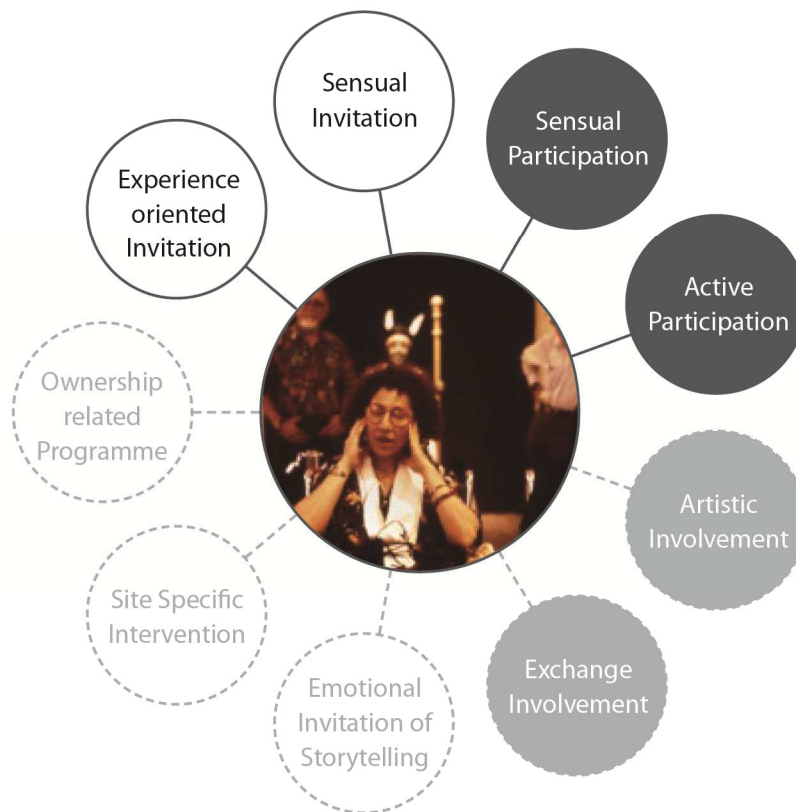 Sensual
Invitation
Sensual
Participation
Experience
oriented
Invitation
Active
Participation
Ownership
related
Programme
Artistic
Involvement
Site Specific
Intervention
Exchange
Involvement
Emotional
Invitation of
Storytelling